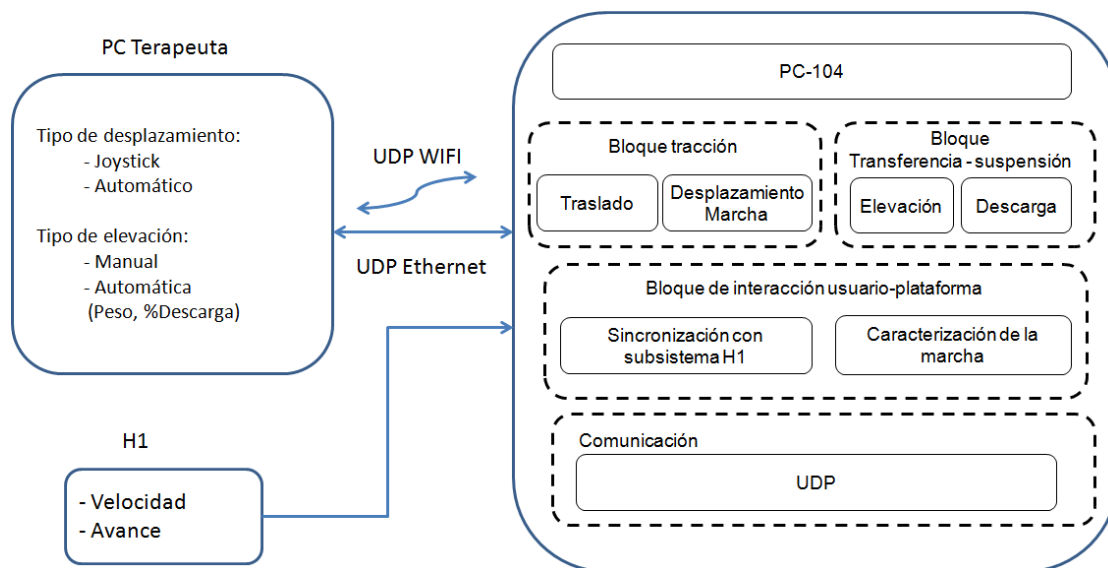 PC Terapeuta
Tipo de desplazamiento:
- Joystick
- Automático
Tipo de elevación:
- Manual
- Automática
(Peso, %Descarga)
UDP WIFI
UDP Ethernet
H1
- Velocidad
- Avance
PC-104
Bloque tracción
Traslado
Desplazamiento
Marcha
Bloque
Transferencia - suspensión
Elevación
Descarga
Bloque de interacción usuario-plataforma
Sincronización con
subsistema H1
Caracterización de la
marcha
Comunicación
UDP